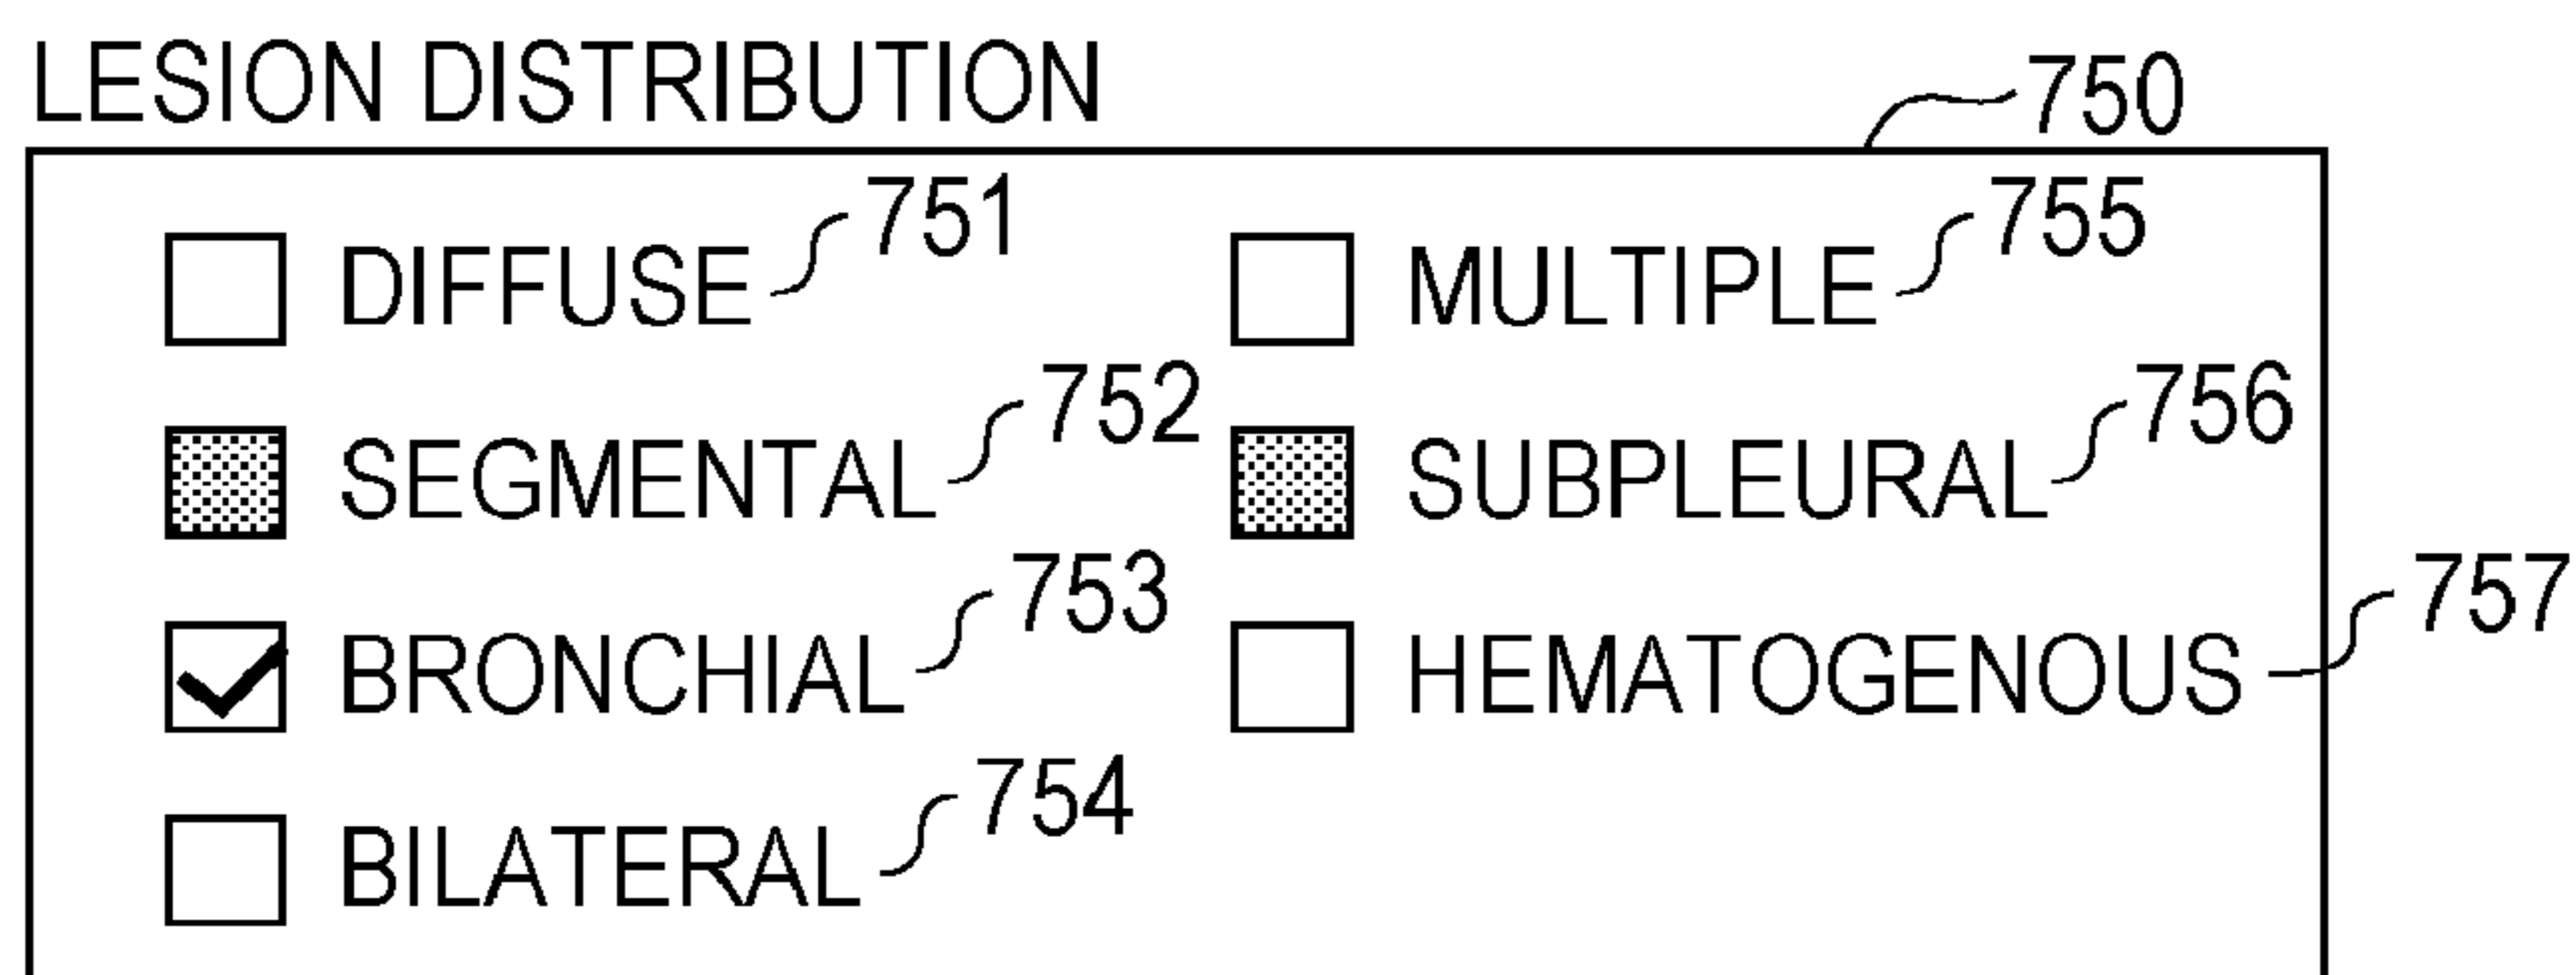 LESION DISTRIBUTION
750
DIFFUSE 751
MULTIPLE 755
SEGMENTAL 752
SUBPLEURAL 756
BRONCHIAL 753
HEMATOGENOUS 757
BILATERAL 754